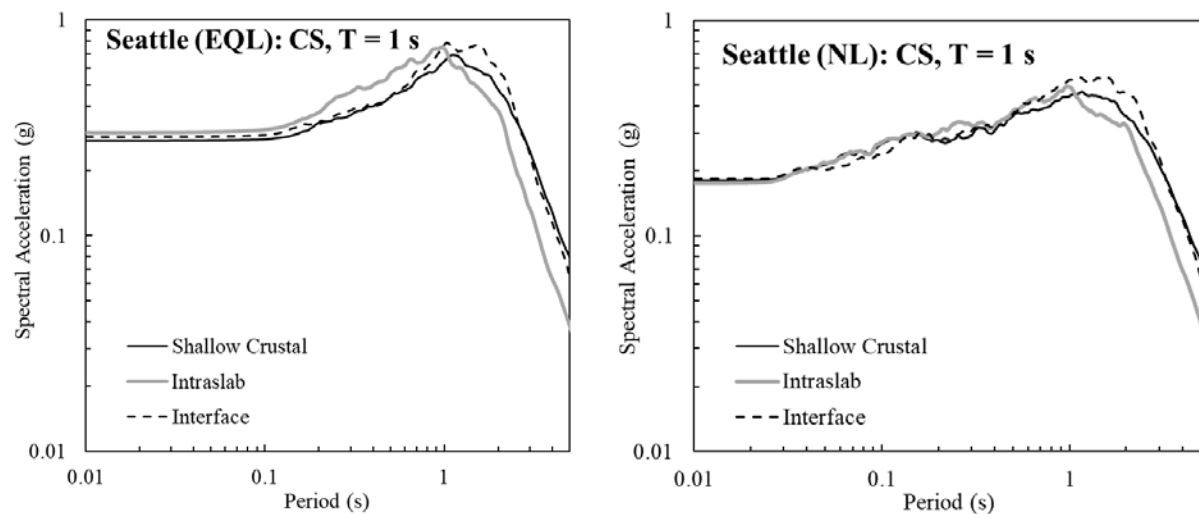 Seattle (EQL): CS, T = 1 s
Spectral Acceleration (g)
1
0.1
0.01
Shallow Crustal
Intraslab
Interface
0.01
0.1
1
Period (s)
Seattle (NL): CS, T = 1 s
Spectral Acceleration (g)
1
0.1
0.01
Shallow Crustal
Intraslab
Interface
0.01
0.1
1
Period (s)